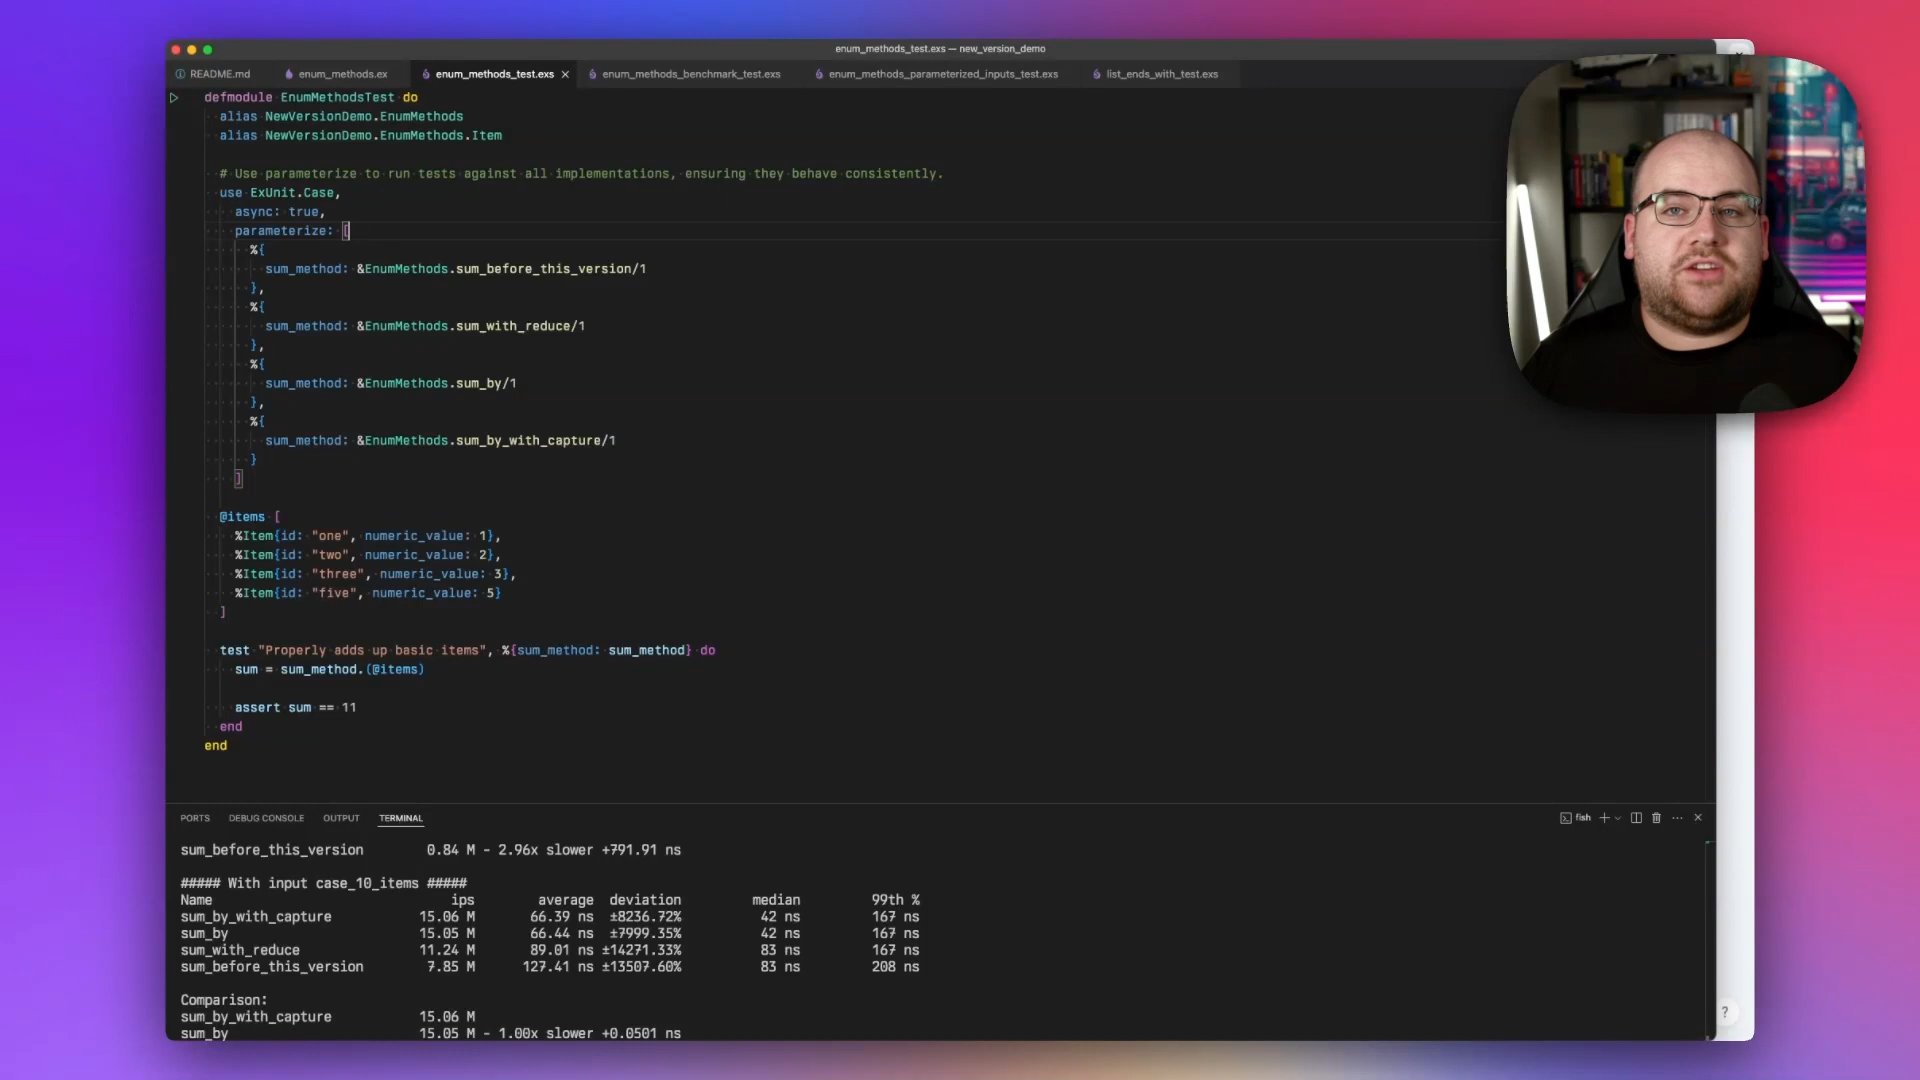 enum_methods_test.exs — new_version_demo
README.md
enum_methods.ex
enum_methods_test.exs
enum_methods_benchmark_test.exs
enum_methods_parameterized_inputs_test.exs
list_ends_with_test.exs
defmodule EnumMethodsTest do
alias NewVersionDemo.EnumMethods
alias NewVersionDemo.EnumMethods.Item
# Use parameterize to run tests against all implementations, ensuring they behave consistently.
use ExUnit.Case,
async: true,
parameterize: [
%{
sum_method: &EnumMethods.sum_before_this_version/1
},
%{
sum_method: &EnumMethods.sum_with_reduce/1
},
%{
sum_method: &EnumMethods.sum_by/1
},
%{
sum_method: &EnumMethods.sum_by_with_capture/1
}
]
@items [
%Item{id: "one", numeric_value: 1},
%Item{id: "two", numeric_value: 2},
%Item{id: "three", numeric_value: 3},
%Item{id: "five", numeric_value: 5}
]
test "Properly adds up basic items", %{sum_method: sum_method} do
sum = sum_method.(@items)
assert sum == 11
end
end
PORTS DEBUG CONSOLE OUTPUT TERMINAL
fish
sum_before_this_version 0.84 M - 2.96x slower +791.91 ns
##### With input case_10_items #####
Name ips average deviation median 99th %
sum_by_with_capture 15.06 M 66.39 ns ±8236.72% 42 ns 167 ns
sum_by 15.05 M 66.44 ns ±7999.35% 42 ns 167 ns
sum_with_reduce 11.24 M 89.01 ns ±14271.33% 83 ns 167 ns
sum_before_this_version 7.85 M 127.41 ns ±13507.60% 83 ns 208 ns
Comparison:
sum_by_with_capture 15.06 M
sum_by 15.05 M - 1.00x slower +0.0501 ns
?